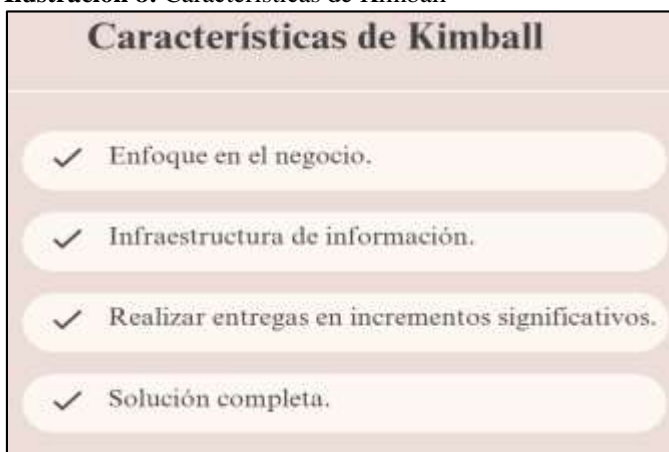 Ilustración 6: Características de Kimball
Características de Kimball
Enfoque en el negocio.
Infraestructura de información.
Realizar entregas en incrementos significativos.
Solución completa.